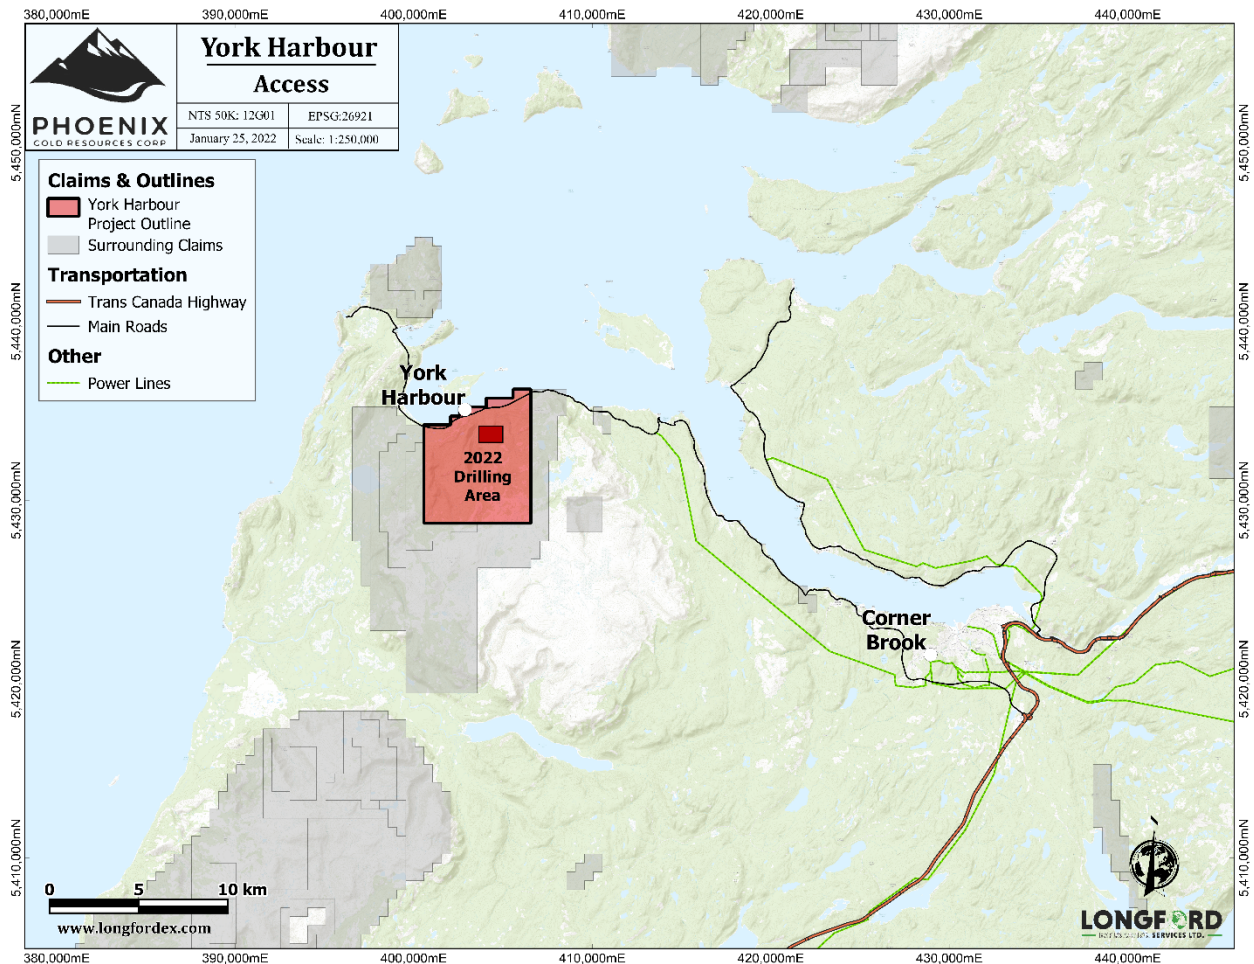 380,000mE 390,000mE 400,000mE 410,000mE 420,000mE 430,000mE 440,000mE
York Harbour
Access
NTS 50K: 12G01 EPSG:26921
January 25, 2022 Scale: 1:250,000
PHOENIX
GOLD RESOURCES CORP
5,450,000mN 5,450,000mN
Claims & Outlines
York Harbour
Project Outline
Surrounding Claims
Transportation
Trans Canada Highway
Main Roads
Other
Power Lines
5,440,000mN 5,440,000mN
York
Harbour
2022
Drilling
Area
5,430,000mN 5,430,000mN
Corner
Brook
5,420,000mN 5,420,000mN
5,410,000mN 5,410,000mN
0 5 10 km
www.longfordex.com
LONGFORD
SERVICES LTD.
380,000mE 390,000mE 400,000mE 410,000mE 420,000mE 430,000mE 440,000mE